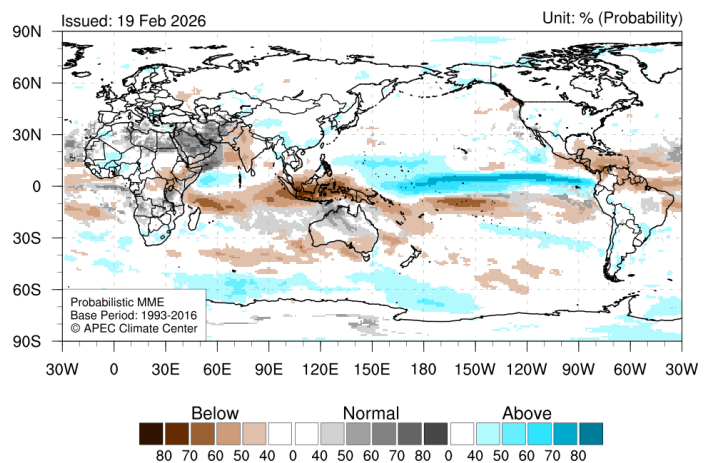 Issued: 19 Feb 2026 Unit: % (Probability)
90N
60N
30N
0
30S
60S
90S
Probabilistic MME
Base Period: 1993-2016
© APEC Climate Center
30W 0 30E 60E 90E 120E 150E 180 150W 120W 90W 60W 30W
Below Normal Above
80 70 60 50 40 0 40 50 60 70 80 0 40 50 60 70 80